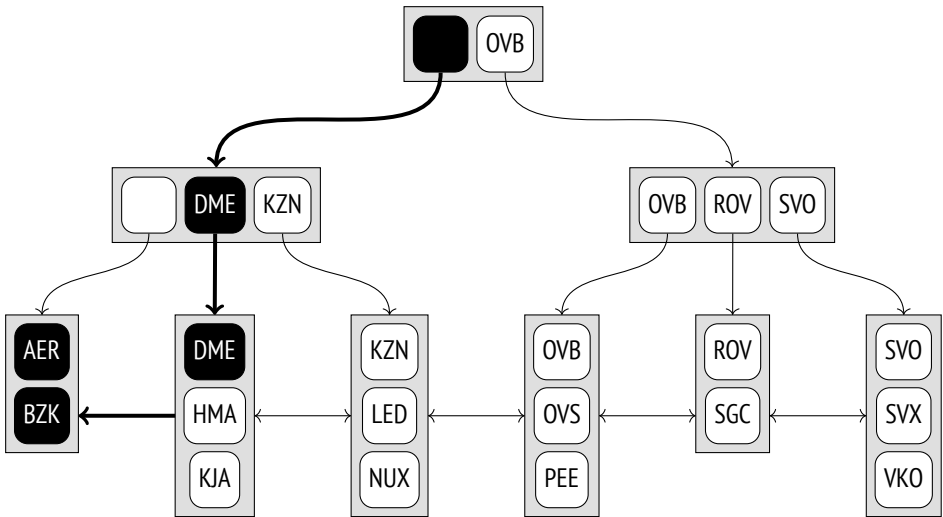 OVB
DME KZN
OVB ROV SVO
AER DME KZN OVB ROV SVO
BZK HMA LED OVS SGC SVX
KJA NUX PEE VKO